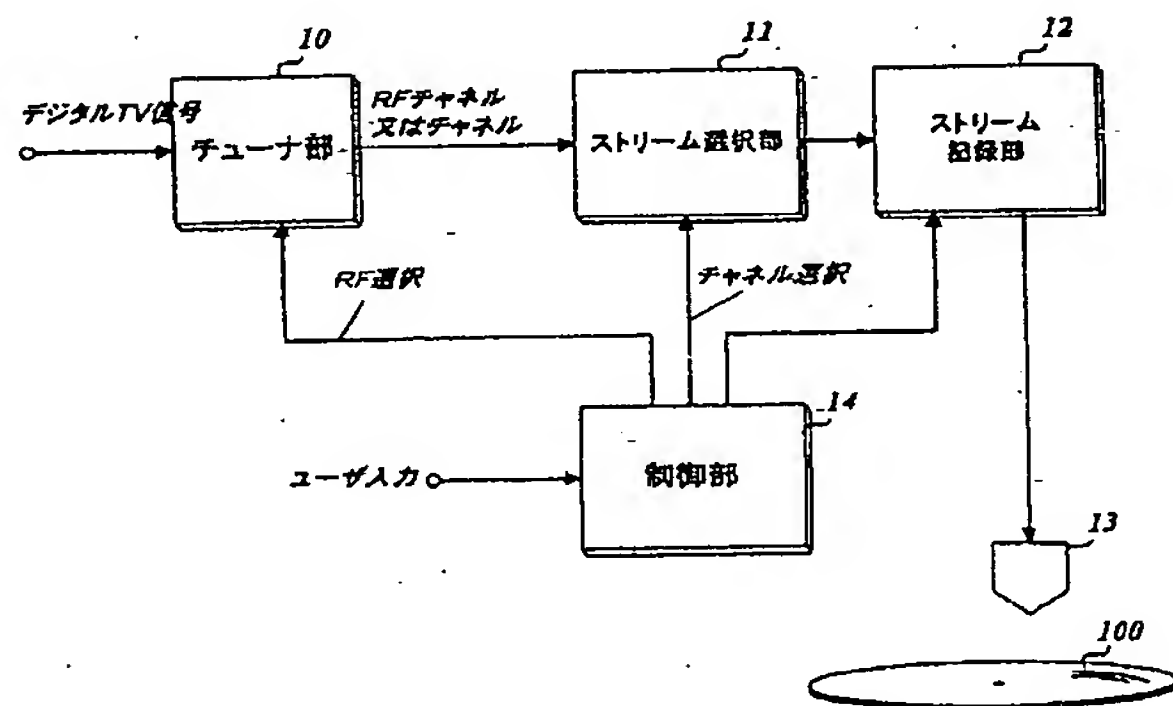 10
11
12
デジタルTV信号
チューナ部
RFチャネル
又はチャネル
ストリーム選択部
ストリーム
記録部
RF選択
チャネル選択
14
ユーザ入力
制御部
13
100